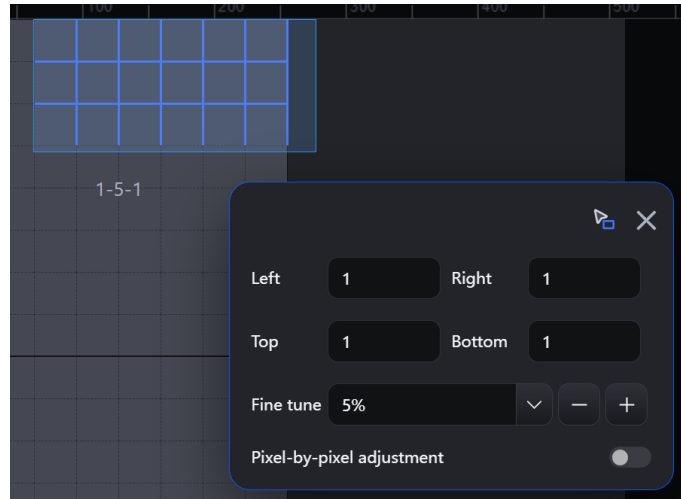 100 200 300 400 500
1-5-1
Left 1 Right 1
Top 1 Bottom 1
Fine tune 5%
Pixel-by-pixel adjustment